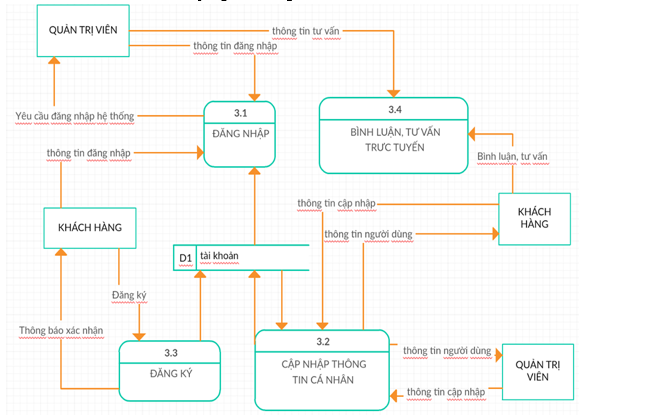 QUẢN TRỊ VIÊN
thông tin tư vấn
thông tin đăng nhập
3.1
ĐĂNG NHẬP
3.4
BÌNH LUẬN, TƯ VẤN
TRỰC TUYẾN
Yêu cầu đăng nhập hệ thống
thông tin đăng nhập
Bình luận, tư vấn
KHÁCH HÀNG
thông tin cập nhập
KHÁCH
HÀNG
thông tin người dùng
D1
tài khoản
Đăng ký
Thông báo xác nhận
3.3
ĐĂNG KÝ
3.2
CẬP NHẬP THÔNG
TIN CÁ NHÂN
thông tin người dùng
QUẢN TRỊ
VIÊN
thông tin cập nhập